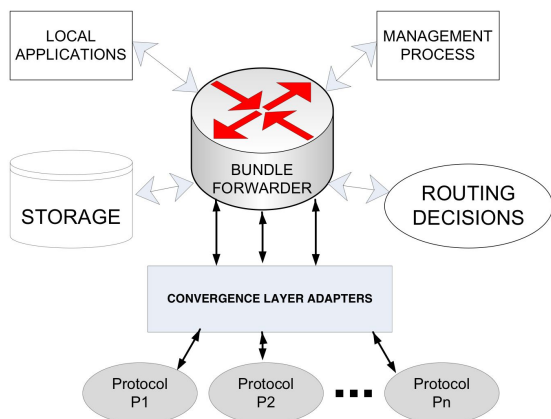 LOCAL
APPLICATIONS
MANAGEMENT
PROCESS
BUNDLE
FORWARDER
STORAGE
ROUTING
DECISIONS
CONVERGENCE LAYER ADAPTERS
Protocol
P1
Protocol
P2
Protocol
Pn